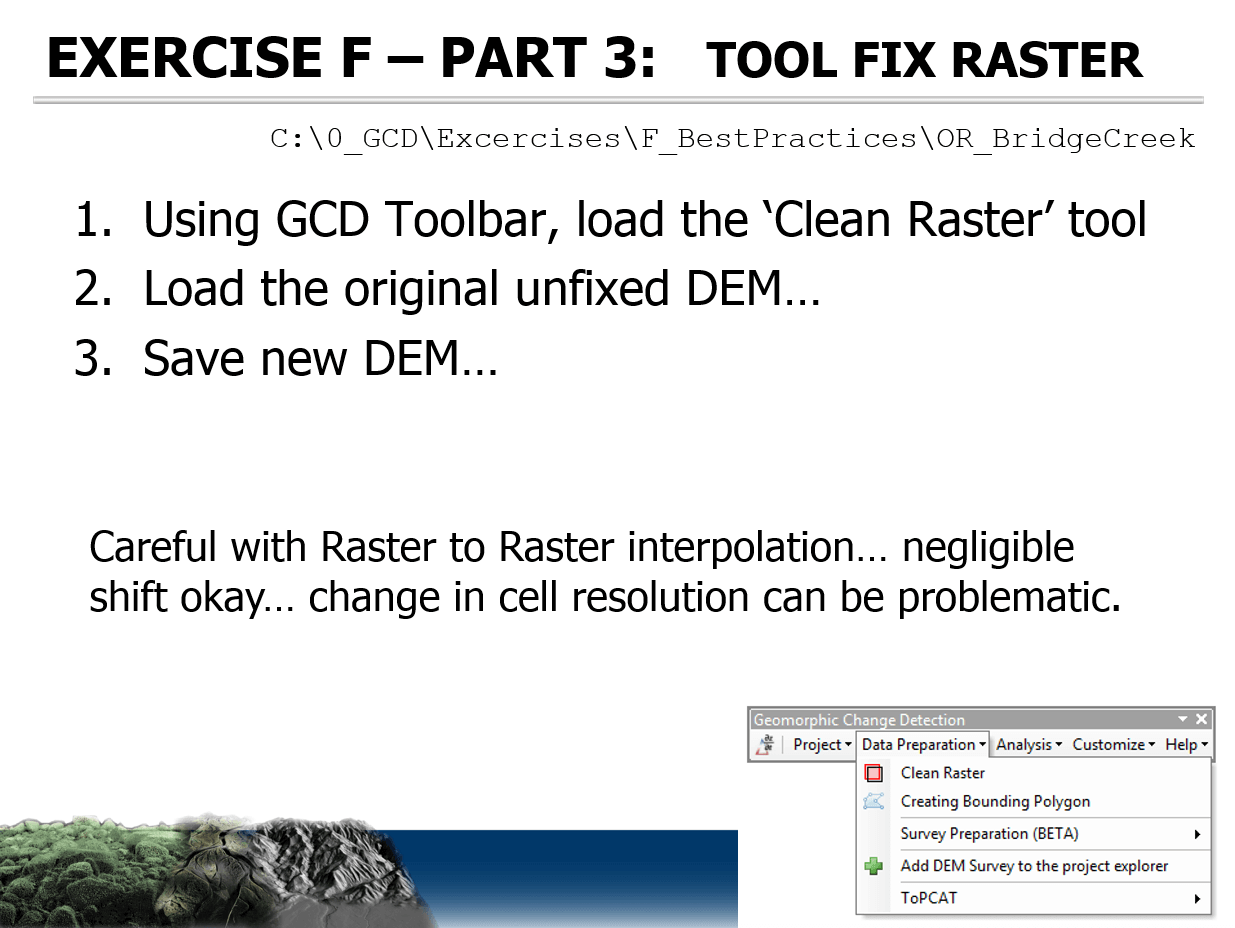 EXERCISE F – PART 3: TOOL FIX RASTER
C:\0_GCD\Excercises\F_BestPractices\OR_BridgeCreek
1. Using GCD Toolbar, load the ‘Clean Raster’ tool
2. Load the original unfixed DEM…
3. Save new DEM…
Careful with Raster to Raster interpolation… negligible
shift okay… change in cell resolution can be problematic.
Geomorphic Change Detection
Project Data Preparation Analysis Customize Help
Clean Raster
Creating Bounding Polygon
Survey Preparation (BETA)
Add DEM Survey to the project explorer
ToPCAT